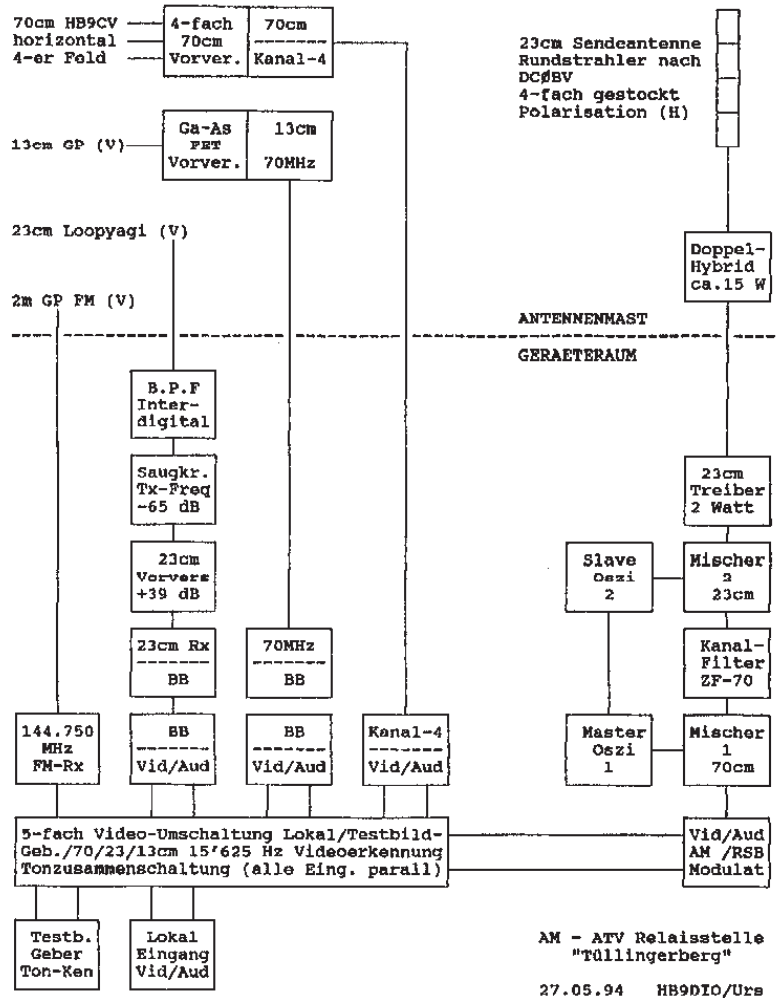 70cm HB9CV
horizontal
4-er Feld
4-fach
70cm
Vorver.
70cm
Kanal-4
23cm Sendcantenne
Rundstrahler nach
DCØBV
4-fach gestockt
Polarisation (H)
13cm GP (V)
Ga-As
FET
Vorver.
13cm
70MHz
23cm Loopyagi (V)
Doppel-
Hybrid
ca.15 W
2m GP FM (V)
ANTENNENMAST
GERAETERAUM
B.P.F
Inter-
digital
Saugkr.
Tx-Freq
-65 dB
23cm
Treiber
2 Watt
23cm
Vorvers
+39 dB
Slave
Oszi
2
Mischer
2
23cm
23cm Rx
BB
70MHz
BB
Kanal-
Filter
ZF-70
144.750
MHz
FM-Rx
BB
Vid/Aud
BB
Vid/Aud
Kanal-4
Vid/Aud
Master
Oszi
1
Mischer
1
70cm
5-fach Video-Umschaltung Lokal/Testbild-
Geb./70/23/13cm 15'625 Hz Videoerkennung
Tonzusammenschaltung (alle Eing. parall)
Vid/Aud
AM /RSB
Modulat
Testb.
Geber
Ton-Ken
Lokal
Eingang
Vid/Aud
AM - ATV Relaisstelle
"Tüllingerberg"
27.05.94 HB9DIO/Urs